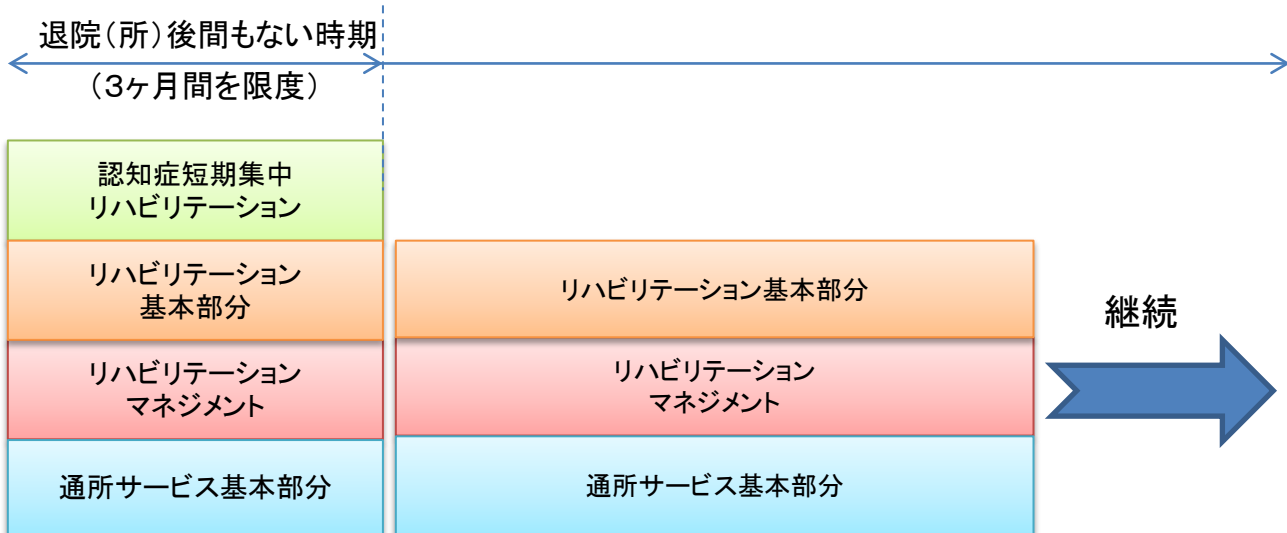 退院(所)後間もない時期
(3ヶ月間を限度)
認知症短期集中
リハビリテーション
リハビリテーション
基本部分
リハビリテーション
マネジメント
通所サービス基本部分
リハビリテーション基本部分
リハビリテーション
マネジメント
通所サービス基本部分
継続